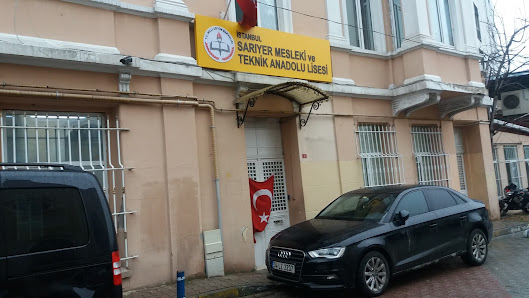 İSTANBUL
SARIYER MESLEKİ ve
TEKNİK ANADOLU LİSESİ